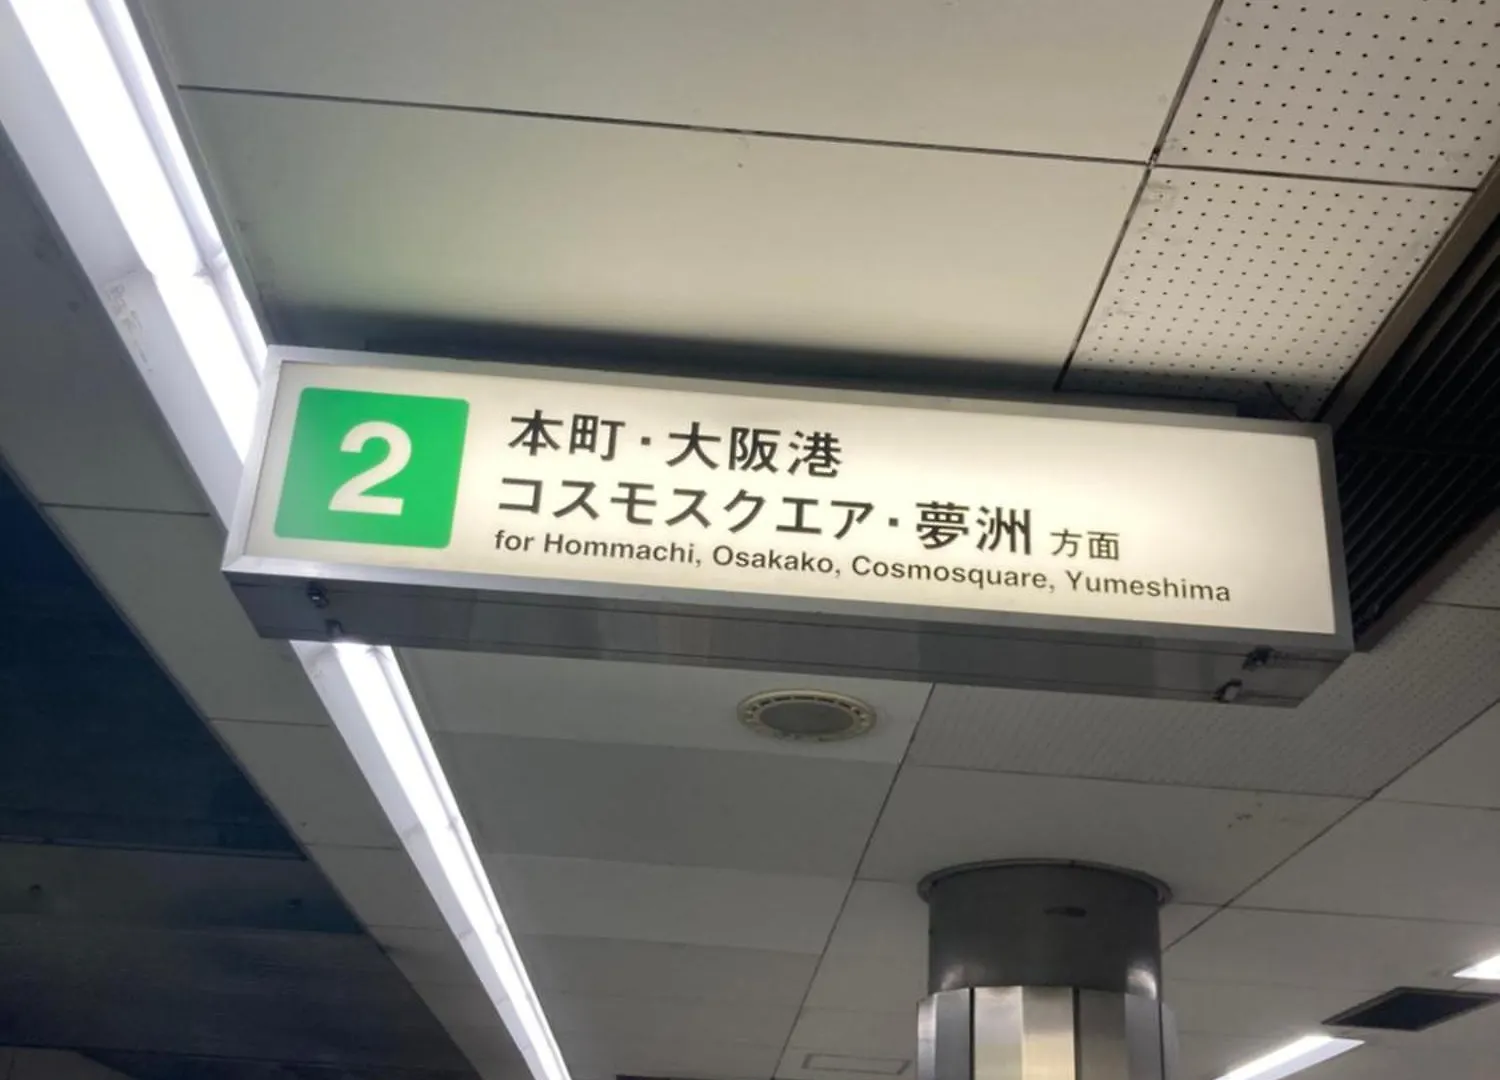 2
本町・大阪港
コスモスクエア・夢洲 方面
for Hommachi, Osakako, Cosmosquare, Yumeshima